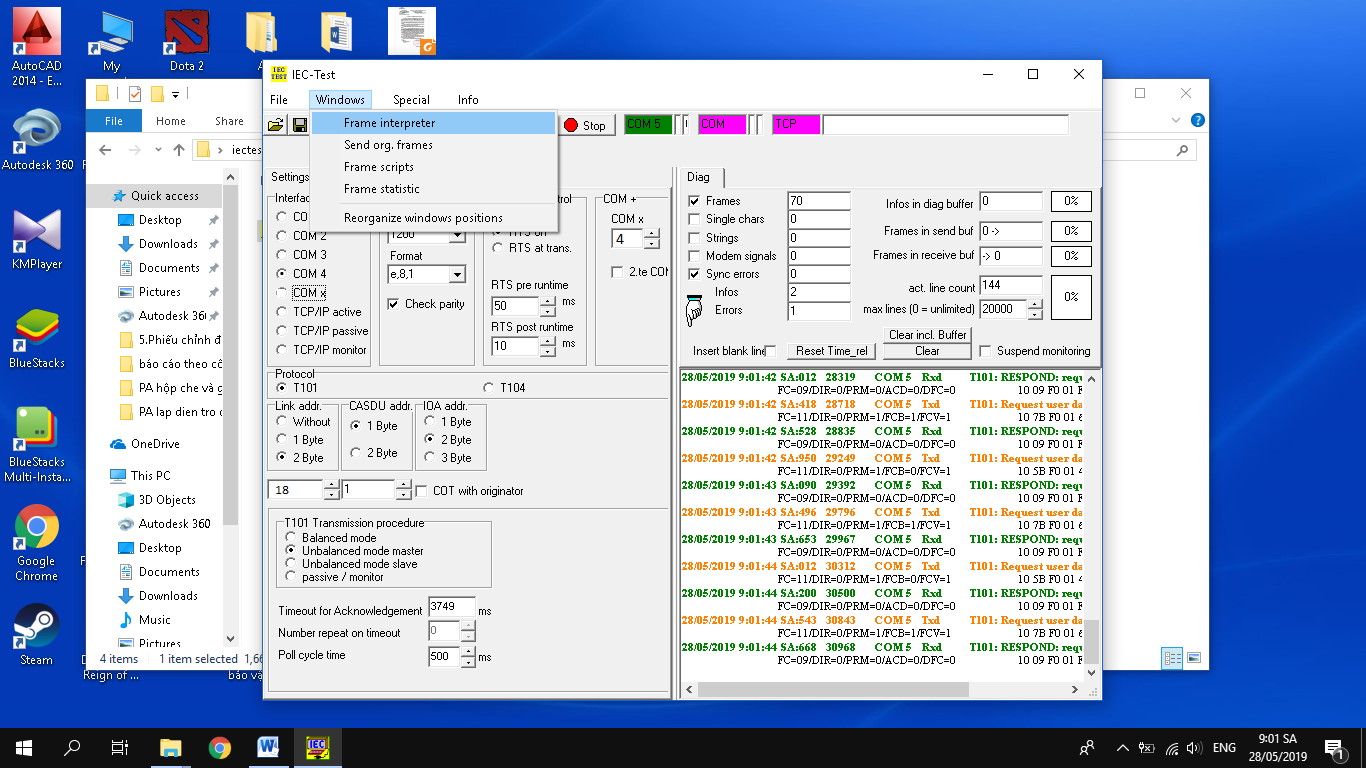 AutoCAD 2014 - E...
My
Dota 2
Autodesk 360
KMPlayer
BlueStacks
BlueStacks Multi-Insta...
Google Chrome
Steam
Reign of ...
báo và
File
Home
Share
iectes
Quick access
Desktop
Downloads
Documents
Pictures
Autodesk 36
5.Phiếu chỉnh đ
báo cáo theo cô
PA hộp che và g
PA lap dien tro c
OneDrive
This PC
3D Objects
Autodesk 360
Desktop
Documents
Downloads
Music
Pictures
4 items 1 item selected 1,66
IEC-Test
File Windows Special Info
Frame interpreter
Send org. frames
Frame scripts
Frame statistic
Reorganize windows positions
Stop COM 5 COM TCP
Settings
Interfac
CO
COM 2
COM 3
COM 4
COM x
TCP/IP active
TCP/IP passive
TCP/IP monitor
1200
Format
e,8,1
Check parity
trol
RTS on
RTS at trans.
RTS pre runtime
50 ms
RTS post runtime
10 ms
COM +
COM x
4
2.te COM
Protocol
T101 T104
Link addr.
Without
1 Byte
2 Byte
CASDU addr.
1 Byte
2 Byte
IOA addr.
1 Byte
2 Byte
3 Byte
18 1 COT with originator
T101 Transmission procedure
Balanced mode
Unbalanced mode master
Unbalanced mode slave
passive / monitor
Timeout for Acknowledgement 3749 ms
Number repeat on timeout 0
Poll cycle time 500 ms
Diag
Frames 70
Single chars 0
Strings 0
Modem signals 0
Sync errors 0
Infos 2
Errors 1
Infos in diag buffer 0 0%
Frames in send buf 0 -> 0%
Frames in receive buf -> 0 0%
act. line count 144
max lines (0 = unlimited) 20000 0%
Clear incl. Buffer
Insert blank line Reset Time_rel Clear Suspend monitoring
28/05/2019 9:01:42 SA:012 28319 COM 5 Rxd T101: RESPOND: requ
FC=09/DIR=0/PRM=0/ACD=0/DFC=0 10 09 F0 01 F
28/05/2019 9:01:42 SA:418 28718 COM 5 Txd T101: Request user da
FC=11/DIR=0/PRM=1/FCB=1/FCV=1 10 7B F0 01 6
28/05/2019 9:01:42 SA:528 28835 COM 5 Rxd T101: RESPOND: requ
FC=09/DIR=0/PRM=0/ACD=0/DFC=0 10 09 F0 01 F
28/05/2019 9:01:42 SA:950 29249 COM 5 Txd T101: Request user da
FC=11/DIR=0/PRM=1/FCB=0/FCV=1 10 5B F0 01 4
28/05/2019 9:01:43 SA:090 29392 COM 5 Rxd T101: RESPOND: requ
FC=09/DIR=0/PRM=0/ACD=0/DFC=0 10 09 F0 01 F
28/05/2019 9:01:43 SA:496 29796 COM 5 Txd T101: Request user da
FC=11/DIR=0/PRM=1/FCB=1/FCV=1 10 7B F0 01 6
28/05/2019 9:01:43 SA:653 29967 COM 5 Rxd T101: RESPOND: requ
FC=09/DIR=0/PRM=0/ACD=0/DFC=0 10 09 F0 01 F
28/05/2019 9:01:44 SA:012 30312 COM 5 Txd T101: Request user da
FC=11/DIR=0/PRM=1/FCB=0/FCV=1 10 5B F0 01 4
28/05/2019 9:01:44 SA:200 30500 COM 5 Rxd T101: RESPOND: requ
FC=09/DIR=0/PRM=0/ACD=0/DFC=0 10 09 F0 01 F
28/05/2019 9:01:44 SA:543 30843 COM 5 Txd T101: Request user da
FC=11/DIR=0/PRM=1/FCB=1/FCV=1 10 7B F0 01 6
28/05/2019 9:01:44 SA:668 30968 COM 5 Rxd T101: RESPOND: requ
FC=09/DIR=0/PRM=0/ACD=0/DFC=0 10 09 F0 01 F
ENG
9:01 SA
28/05/2019
1